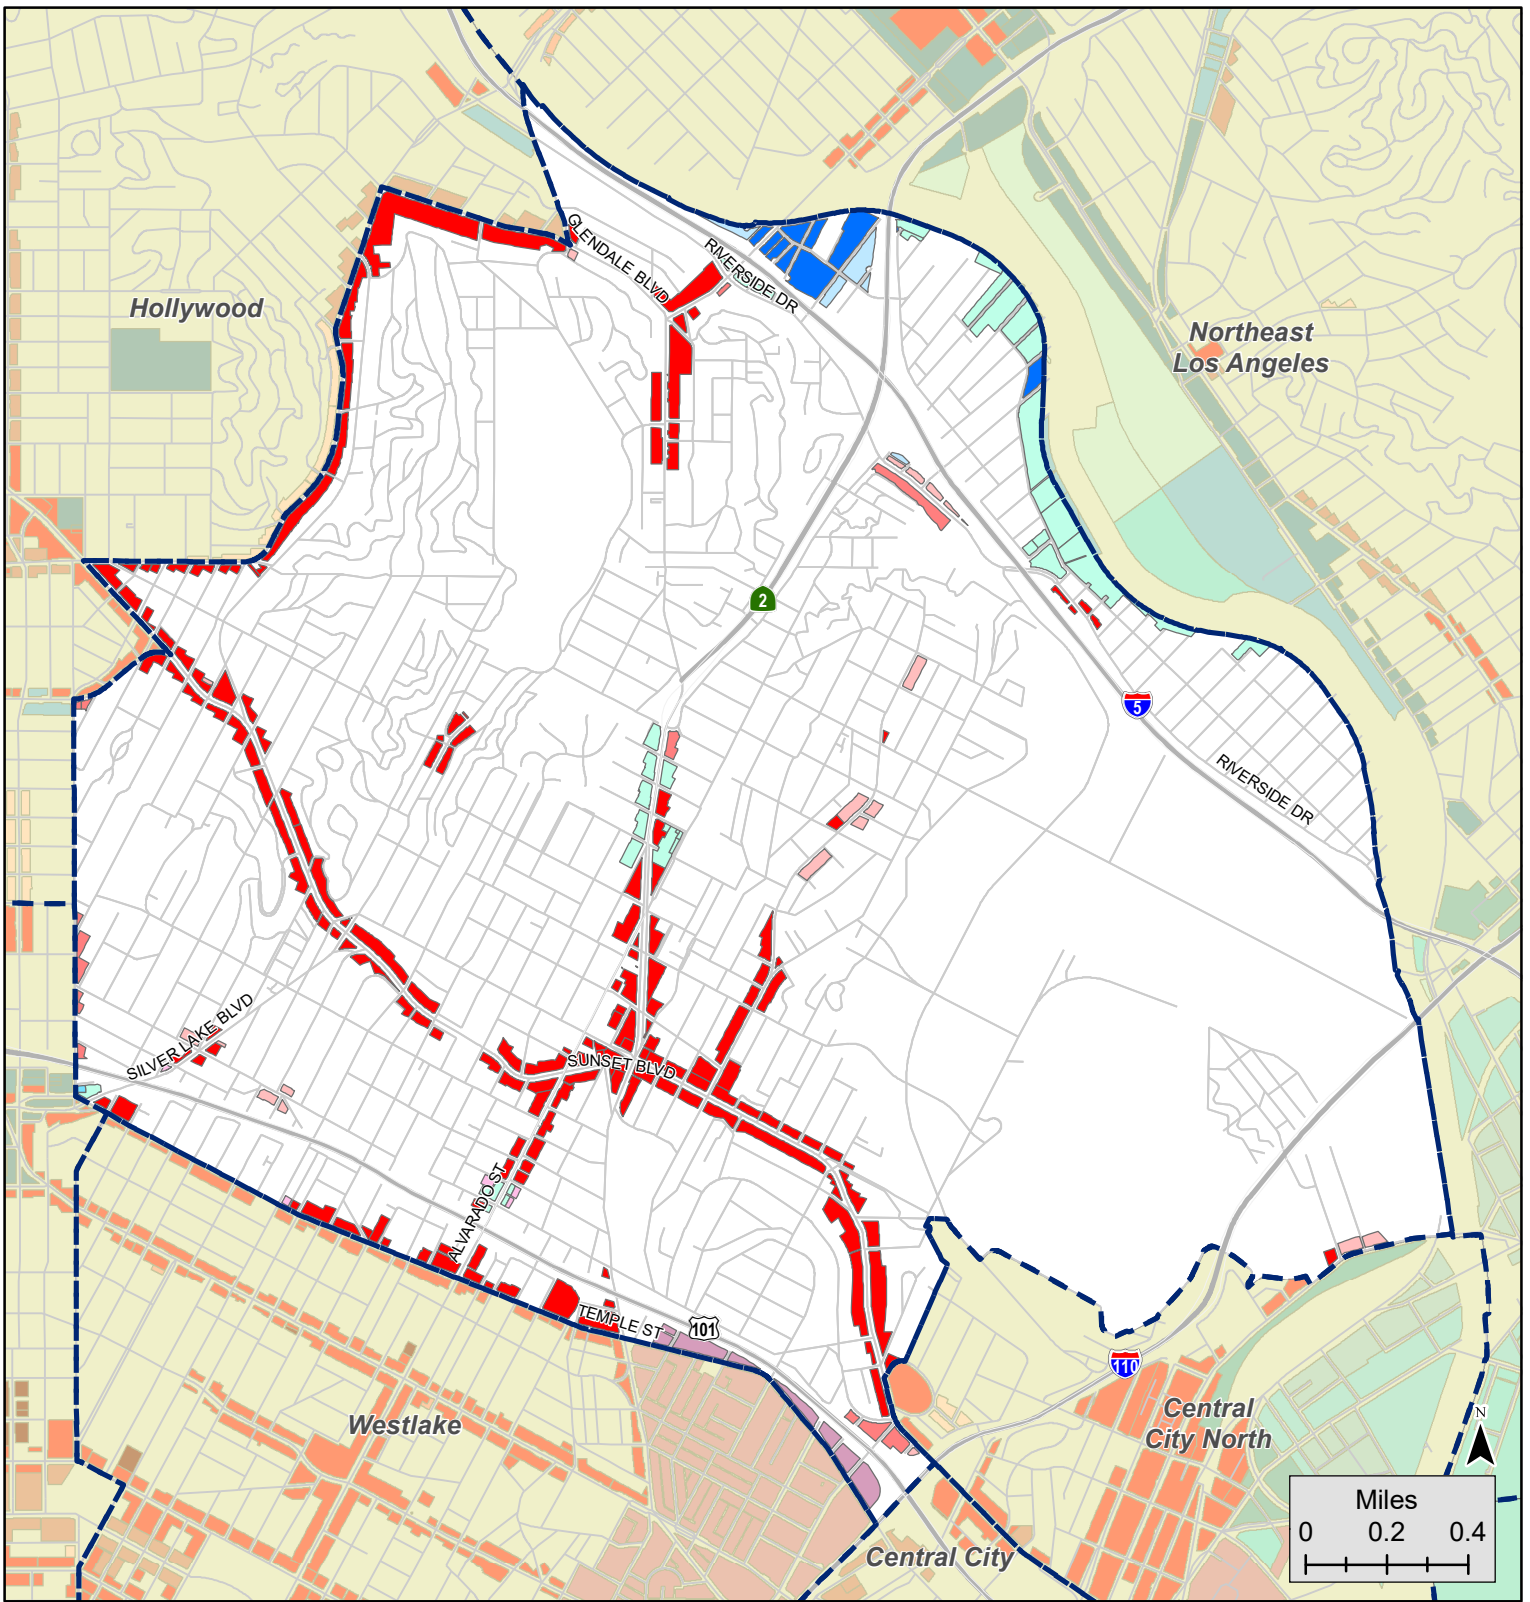 GLENDALE BLVD
RIVERSIDE DR
Hollywood
Northeast
Los Angeles
2
5
RIVERSIDE DR
SILVER LAKE BLVD
SUNSET BLVD
ALVARADO ST
TEMPLE ST
101
110
Westlake
Central
City North
N
Central City
Miles
0 0.2 0.4